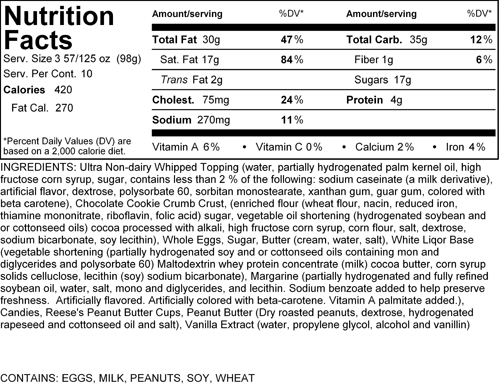 Nutrition
Facts
Serv. Size 3 57/125 oz (98g)
Serv. Per Cont. 10
Calories 420
Fat Cal. 270
*Percent Daily Values (DV) are
based on a 2,000 calorie diet.
Amount/serving %DV* Amount/serving %DV*
Total Fat 30g 47% Total Carb. 35g 12%
Sat. Fat 17g 84% Fiber 1g 6%
Trans Fat 2g Sugars 17g
Cholest. 75mg 24% Protein 4g
Sodium 270mg 11%
Vitamin A 6% • Vitamin C 0% • Calcium 2% • Iron 4%
INGREDIENTS: Ultra Non-dairy Whipped Topping (water, partially hydrogenated palm kernel oil, high
fructose corn syrup, sugar, contains less than 2 % of the following: sodium caseinate (a milk derivative),
artificial flavor, dextrose, polysorbate 60, sorbitan monostearate, xanthan gum, guar gum, colored with
beta carotene), Chocolate Cookie Crumb Crust, (enriched flour (wheat flour, nacin, reduced iron,
thiamine mononitrate, riboflavin, folic acid) sugar, vegetable oil shortening (hydrogenated soybean and
or cottonseed oils) cocoa processed with alkali, high fructose corn syrup, corn flour, salt, dextrose,
sodium bicarbonate, soy lecithin), Whole Eggs, Sugar, Butter (cream, water, salt), White Liqor Base
(vegetable shortening (partially hydrogenated soy and or cottonseed oils containing mon and
diglycerides and polysorbate 60) Maltodextrin whey protein concentrate (milk) cocoa butter, corn syrup
solids celluclose, lecithin (soy) sodium bicarbonate), Margarine (partially hydrogenated and fully refined
soybean oil, water, salt, mono and diglycerides, and lecithin. Sodium benzoate added to help preserve
freshness. Artificially flavored. Artificially colored with beta-carotene. Vitamin A palmitate added.),
Candies, Reese's Peanut Butter Cups, Peanut Butter (Dry roasted peanuts, dextrose, hydrogenated
rapeseed and cottonseed oil and salt), Vanilla Extract (water, propylene glycol, alcohol and vanillin)
CONTAINS: EGGS, MILK, PEANUTS, SOY, WHEAT